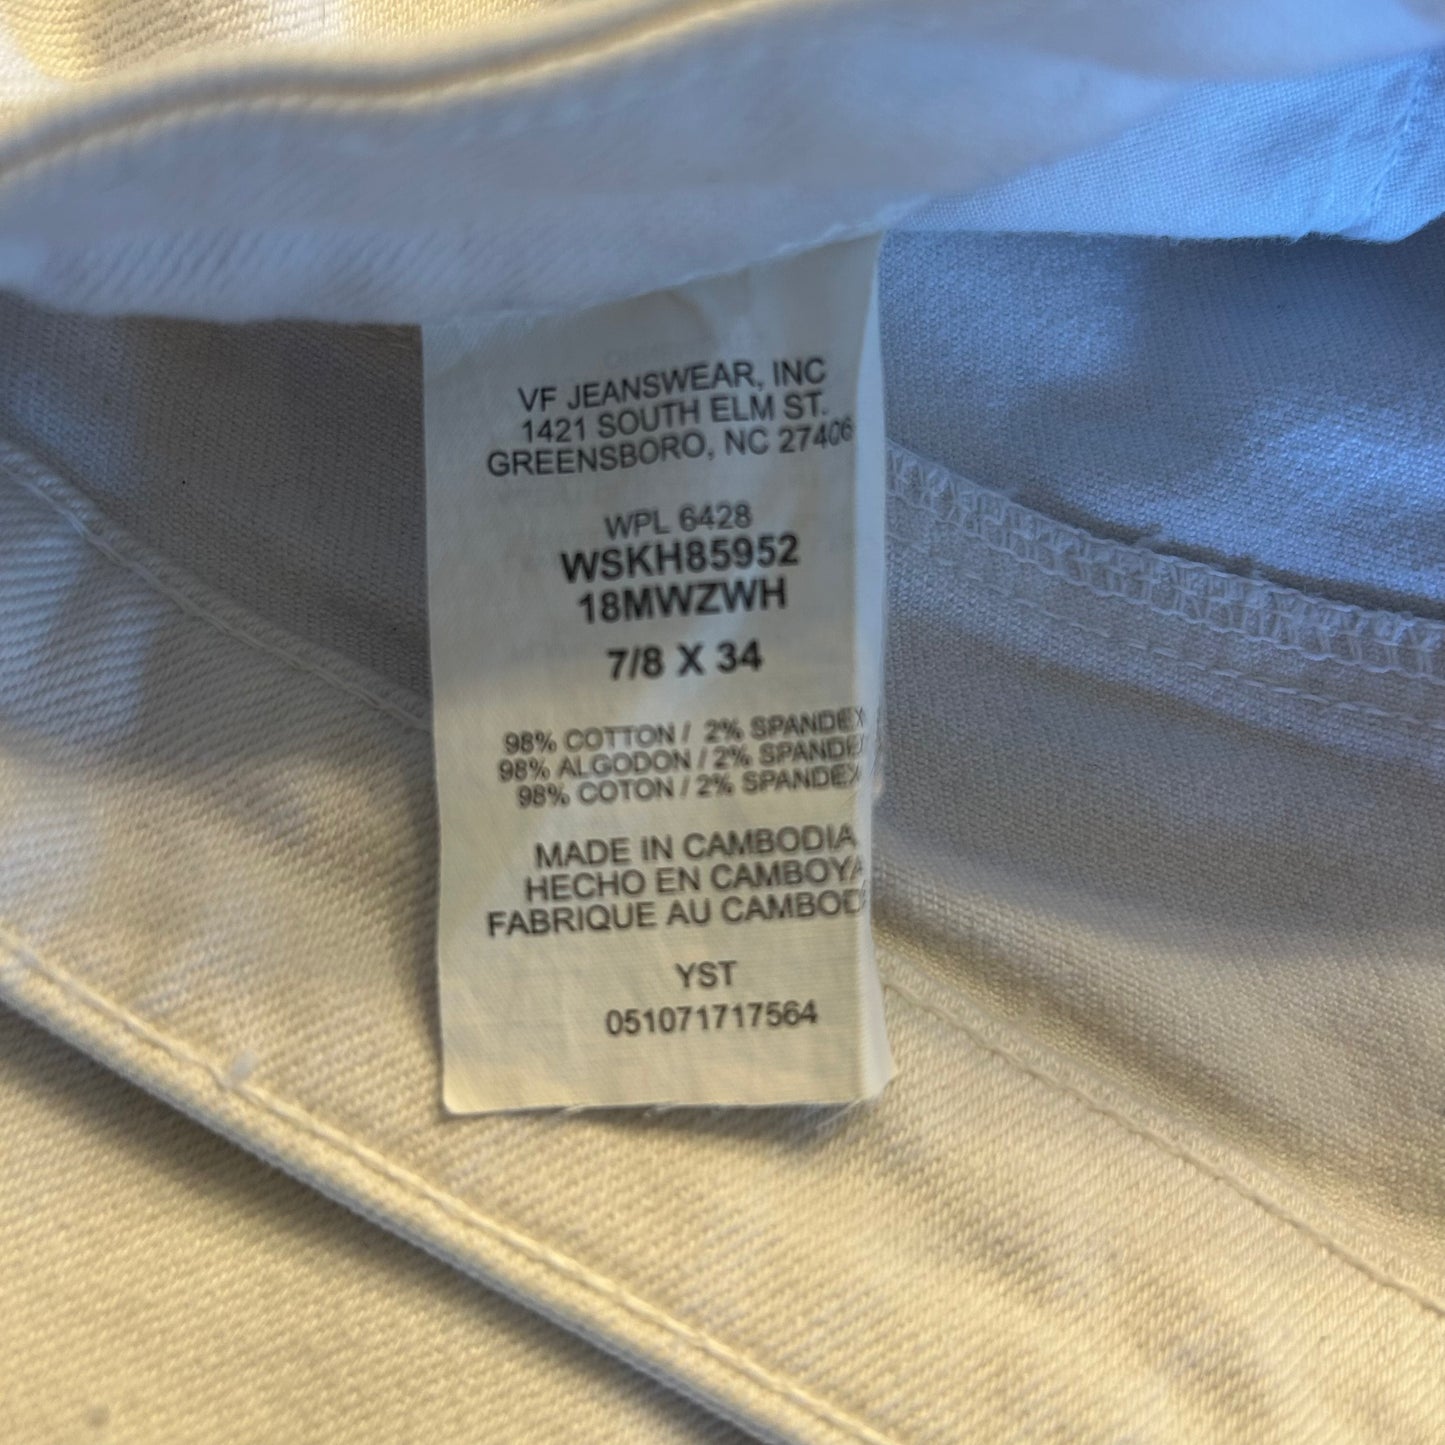 VF JEANSWEAR, INC
1421 SOUTH ELM ST.
GREENSBORO, NC 27406
WPL 6428
WSKH85952
18MWZWH
7/8 X 34
98% COTTON / 2% SPANDEX
98% ALGODON / 2% SPANDE
98% COTON / 2% SPANDEX
MADE IN CAMBODIA
HECHO EN CAMBOYA
FABRIQUE AU CAMBOD
YST
051071717564